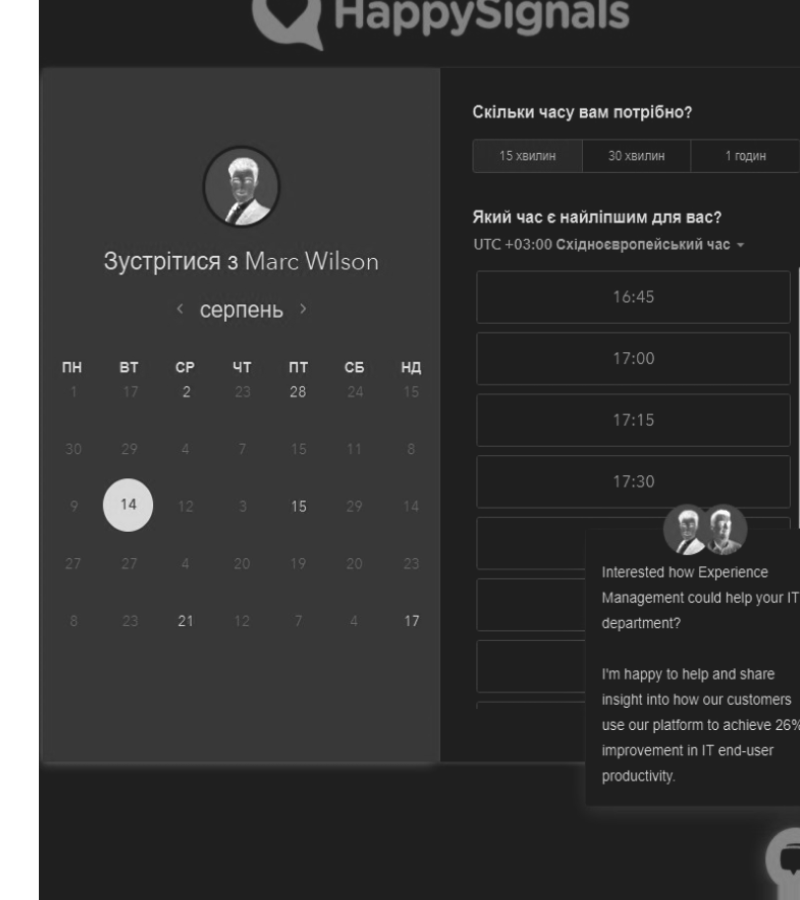 HappySignals
Зустрітися з Marc Wilson
серпень
ПН ВТ СР ЧТ ПТ СБ НД
1 17 2 23 28 24 15
30 29 4 7 15 11 8
9 14 12 3 15 29 14
27 27 4 20 19 20 23
8 23 21 12 7 4 17
Скільки часу вам потрібно?
15 хвилин 30 хвилин 1 годин
Який час є найліпшим для вас?
UTC +03:00 Східноєвропейський час
16:45
17:00
17:15
17:30
Interested how Experience
Management could help your IT
department?
I'm happy to help and share
insight into how our customers
use our platform to achieve 26%
improvement in IT end-user
productivity.